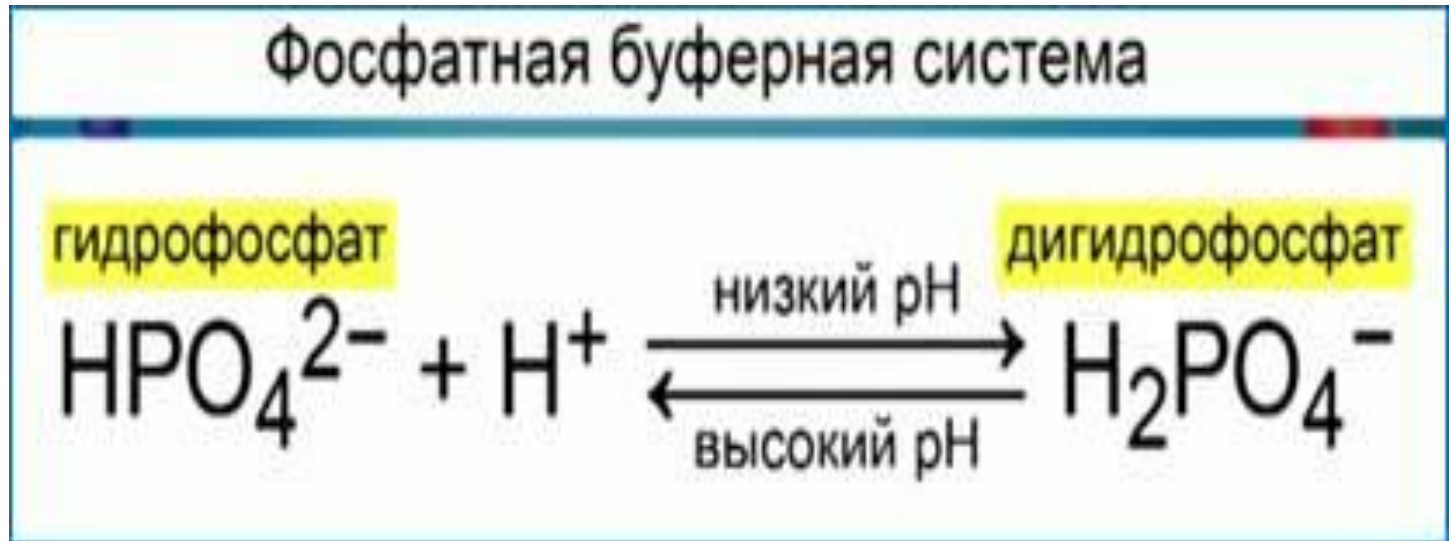 Фосфатная буферная система
гидрофосфат
дигидрофосфат
низкий pH
HPO₄²⁻ + H⁺ ⇄ H₂PO₄⁻
высокий pH